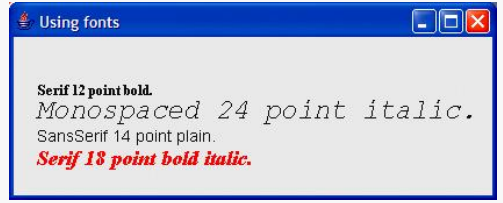 Using fonts
Serif 12 point bold.
Monospaced 24 point italic.
SansSerif 14 point plain.
Serif 18 point bold italic.